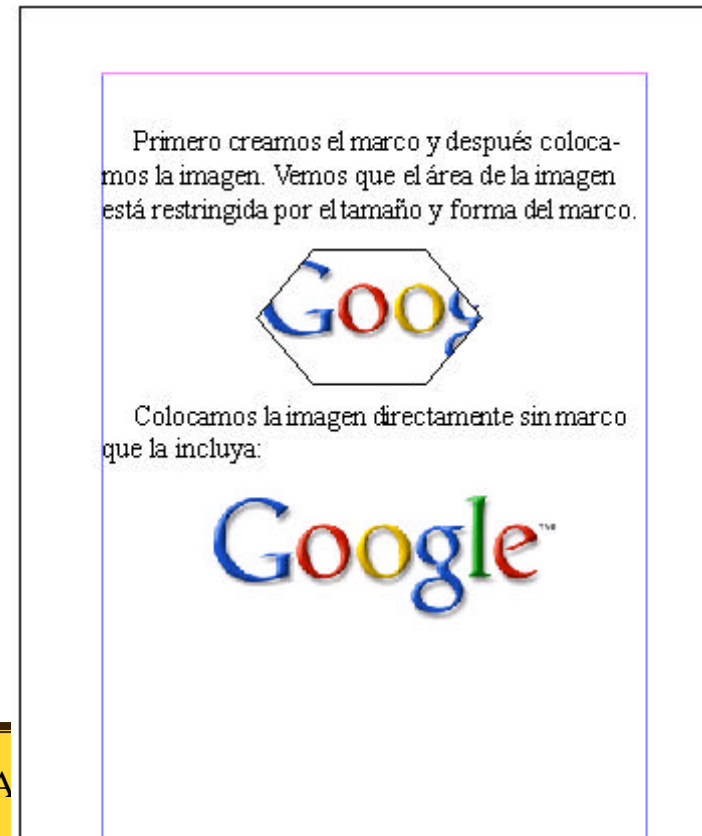 Primero creamos el marco y después coloca-
mos la imagen. Vemos que el área de la imagen
está restringida por el tamaño y forma del marco.
Goog
Colocamos la imagen directamente sin marco
que la incluya:
Google™
A